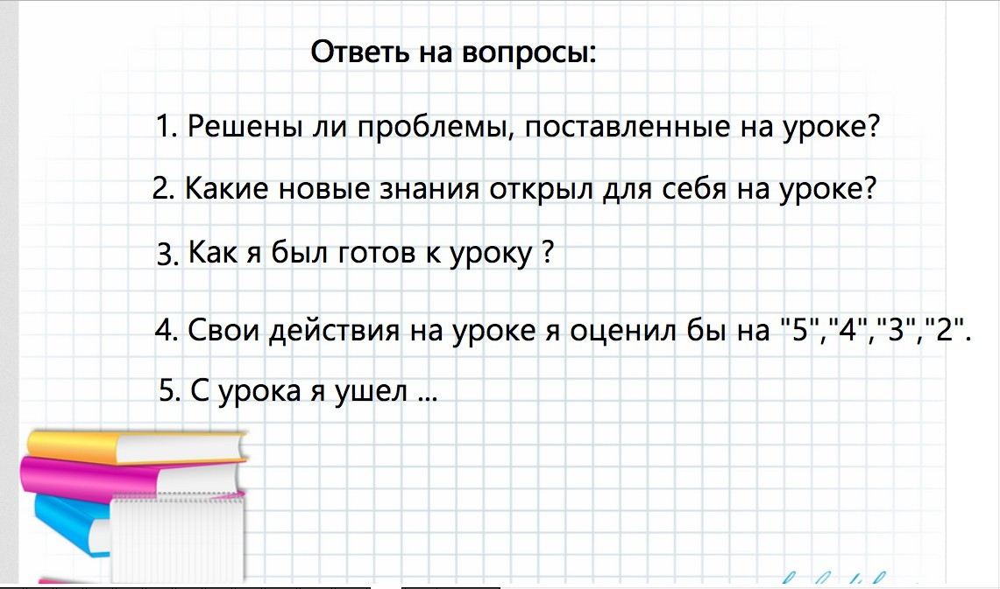 Ответь на вопросы:
1. Решены ли проблемы, поставленные на уроке?
2. Какие новые знания открыл для себя на уроке?
3. Как я был готов к уроку ?
4. Свои действия на уроке я оценил бы на "5","4","3","2".
5. С урока я ушел ...